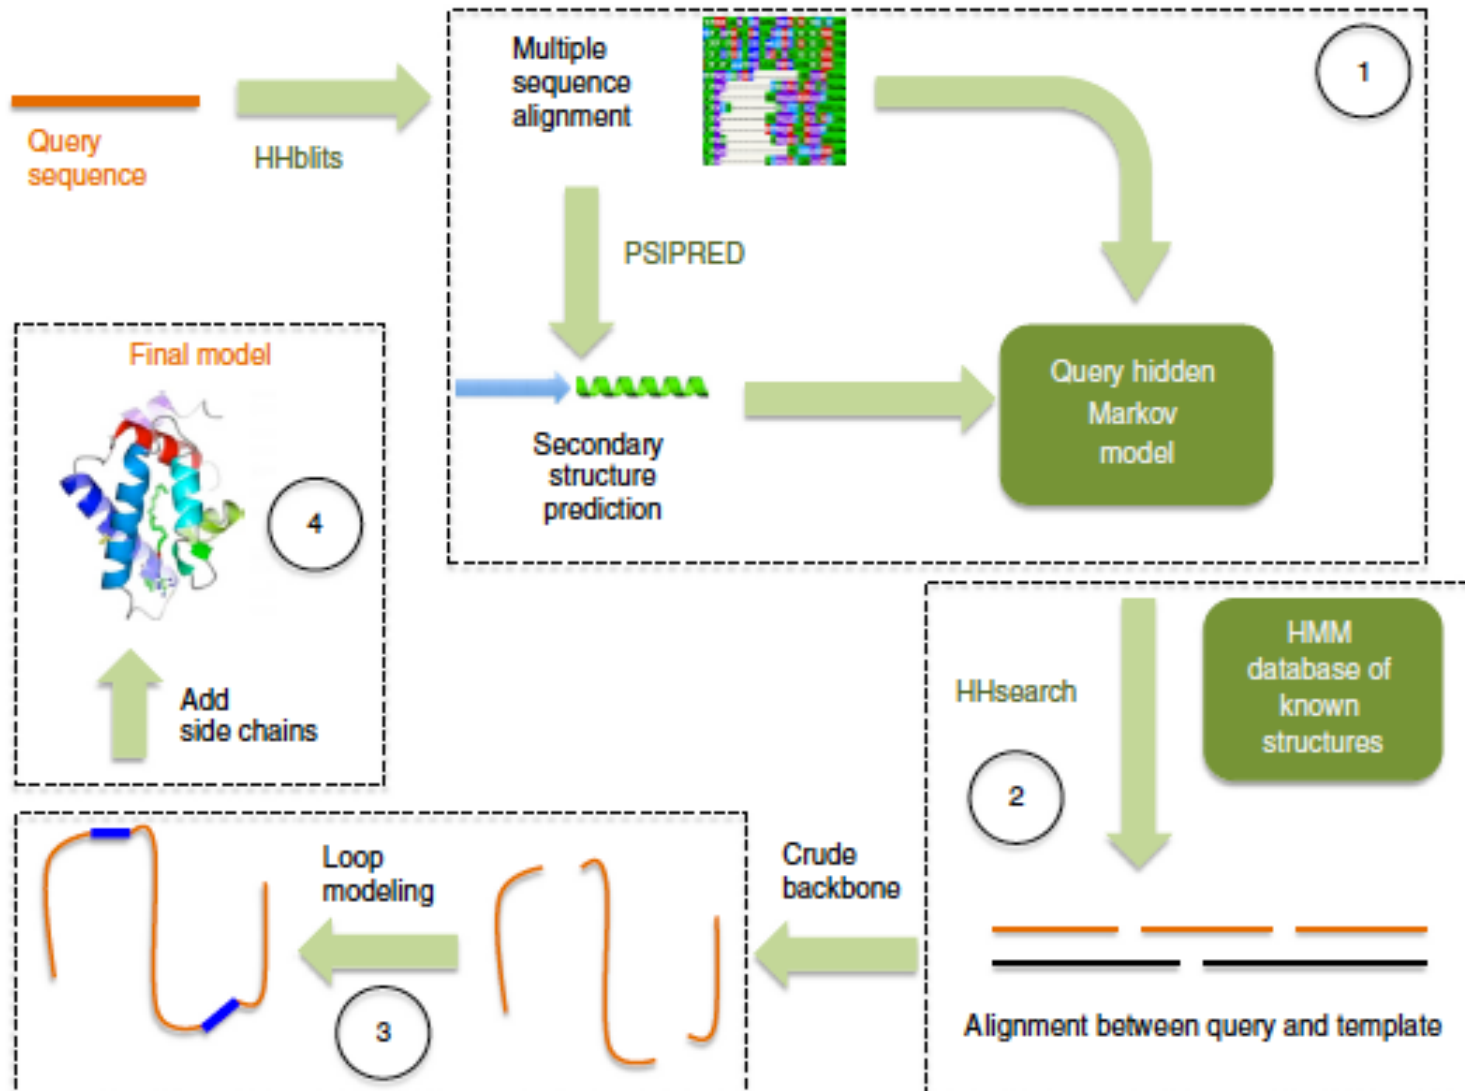 Query
sequence
HHblits
Multiple
sequence
alignment
1
PSIPRED
Secondary
structure
prediction
Query hidden
Markov
model
HMM
database of
known
structures
HHsearch
2
Alignment between query and template
Crude
backbone
Loop
modeling
3
Add
side chains
4
Final model